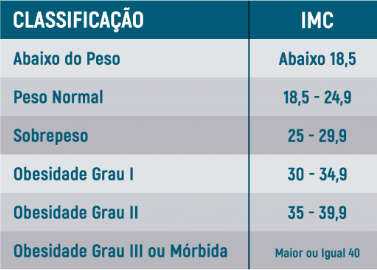 CLASSIFICAÇÃO IMC
Abaixo do Peso Abaixo 18,5
Peso Normal 18,5 - 24,9
Sobrepeso 25 - 29,9
Obesidade Grau I 30 - 34,9
Obesidade Grau II 35 - 39,9
Obesidade Grau III ou Mórbida Maior ou Igual 40